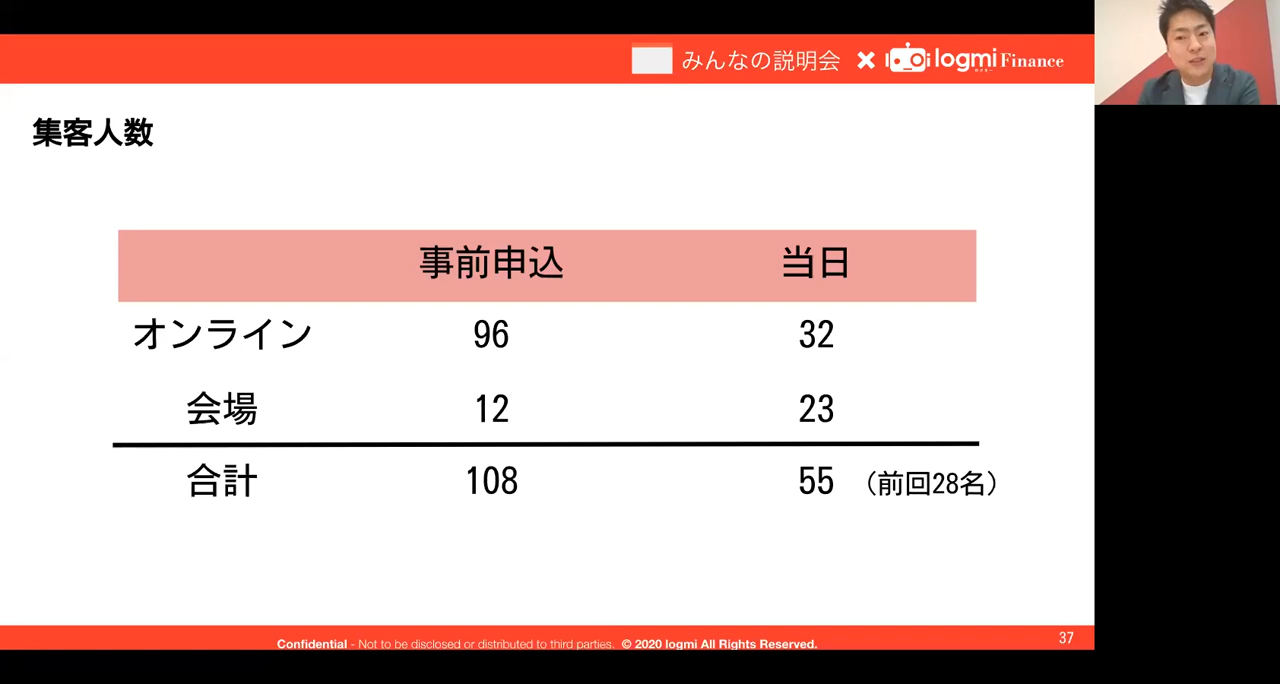 みんなの説明会 × logmi Finance
集客人数
事前申込 当日
オンライン 96 32
会場 12 23
合計 108 55 （前回28名）
Confidential - Not to be disclosed or distributed to third parties. © 2020 logmi All Rights Reserved.
37